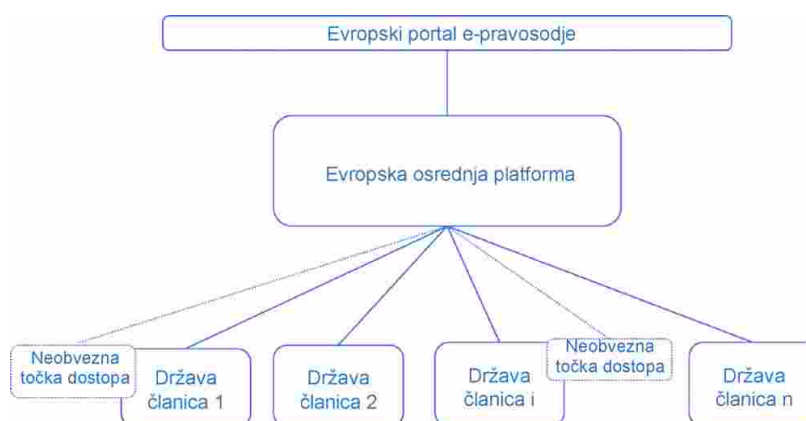 Evropski portal e-pravosodje
Evropska osrednja platforma
Neobvezna
točka dostopa
Država
članica 1
Država
članica 2
Država
članica i
Neobvezna
točka dostopa
Država
članica n